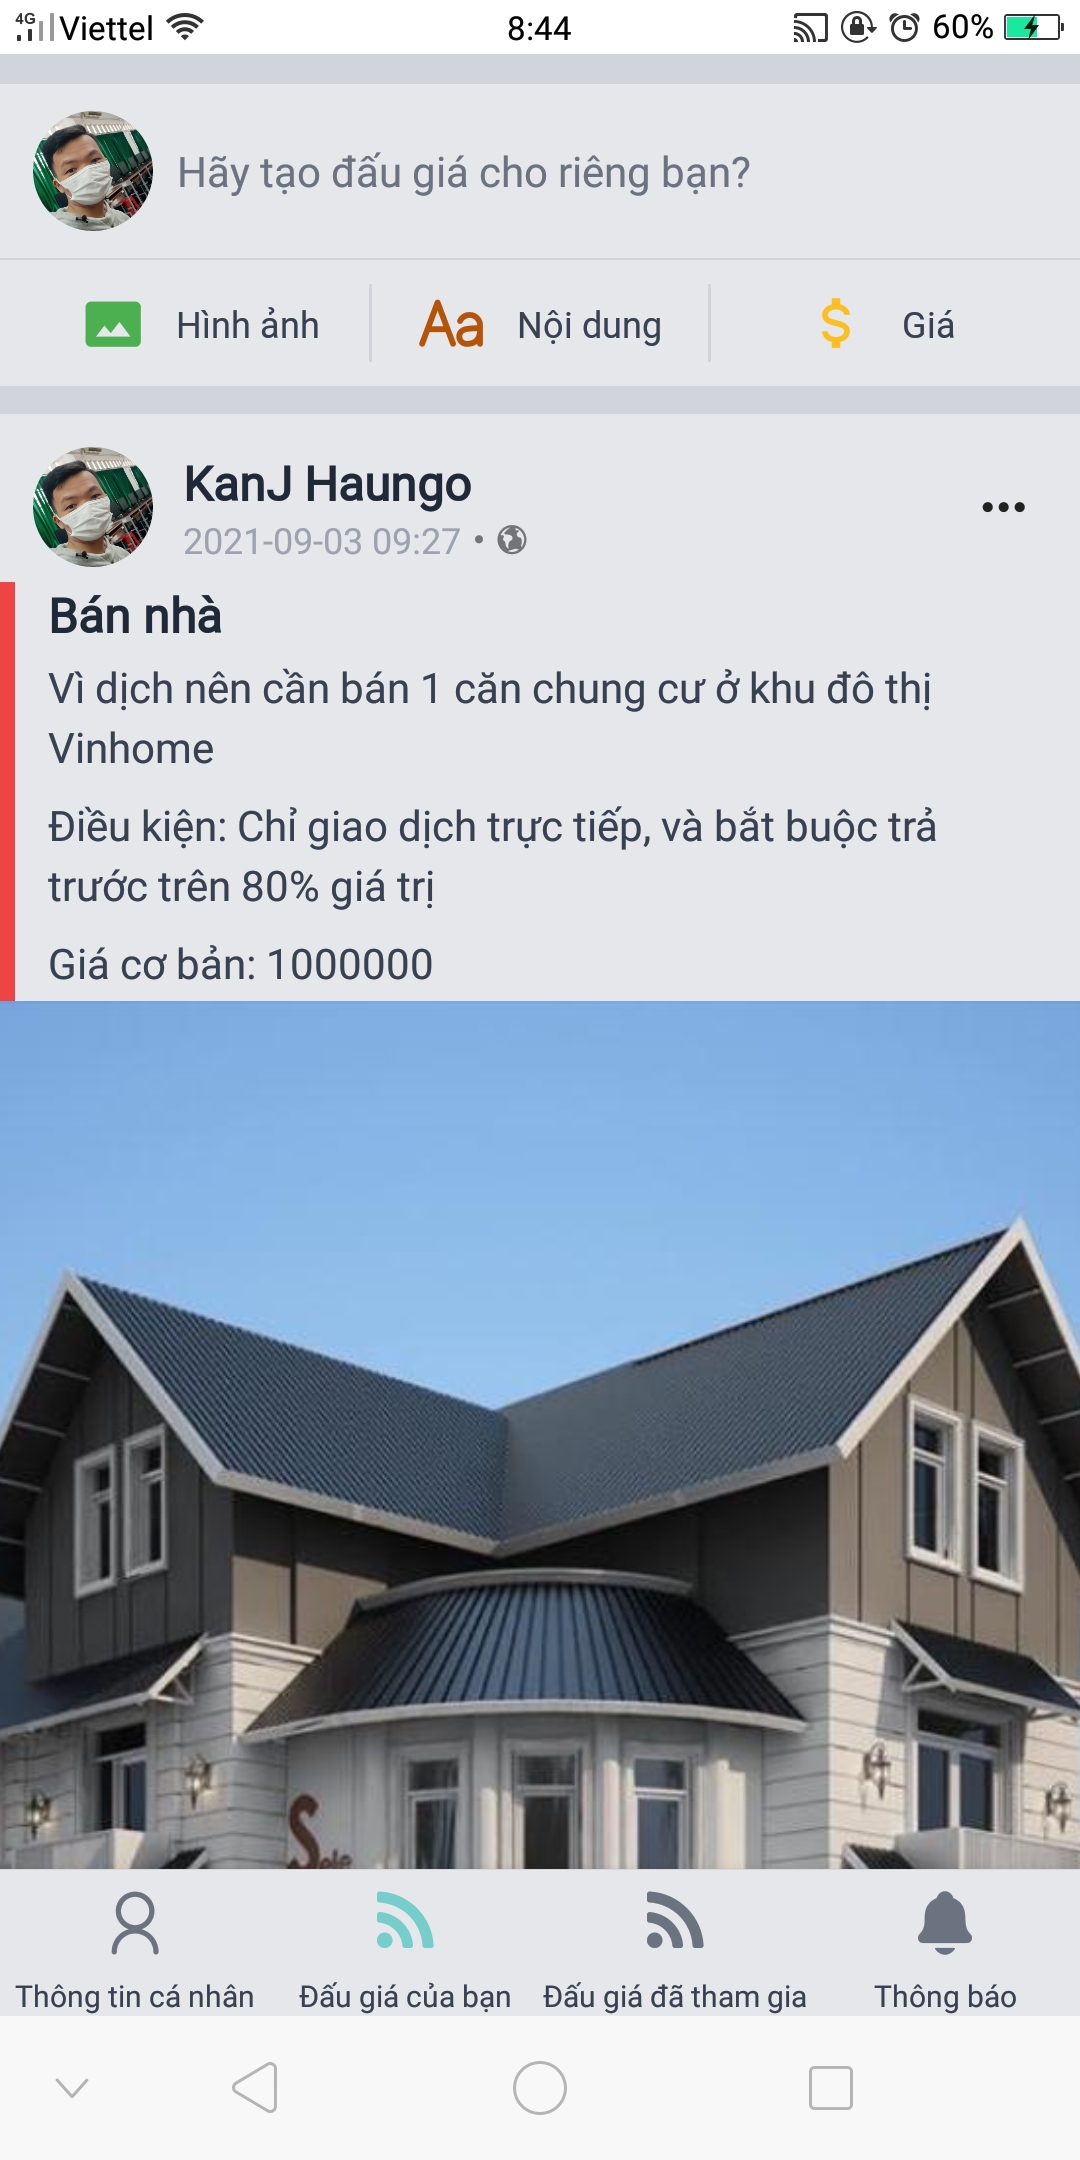 4G Viettel 8:44 60%
Hãy tạo đấu giá cho riêng bạn?
Hình ảnh Nội dung Giá
KanJ Haungo
2021-09-03 09:27 •
Bán nhà
Vì dịch nên cần bán 1 căn chung cư ở khu đô thị
Vinhome
Điều kiện: Chỉ giao dịch trực tiếp, và bắt buộc trả
trước trên 80% giá trị
Giá cơ bản: 1000000
Sole
Thông tin cá nhân Đấu giá của bạn Đấu giá đã tham gia Thông báo